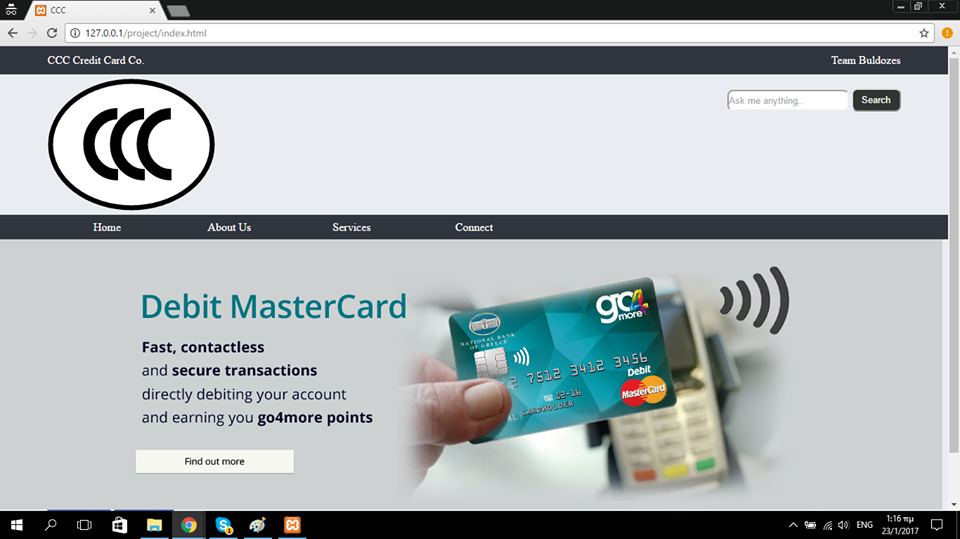 CCC
127.0.0.1/project/index.html
CCC Credit Card Co.
Team Buldozes
CCC
Ask me anything..
Search
Home
About Us
Services
Connect
Debit MasterCard
Fast, contactless
and secure transactions
directly debiting your account
and earning you go4more points
Find out more
go4more
NATIONAL BANK
OF GREECE
2 7512 3412 3456
12-16
CARDHOLDER
Debit
MasterCard
ENG
1:16 πμ
23/1/2017